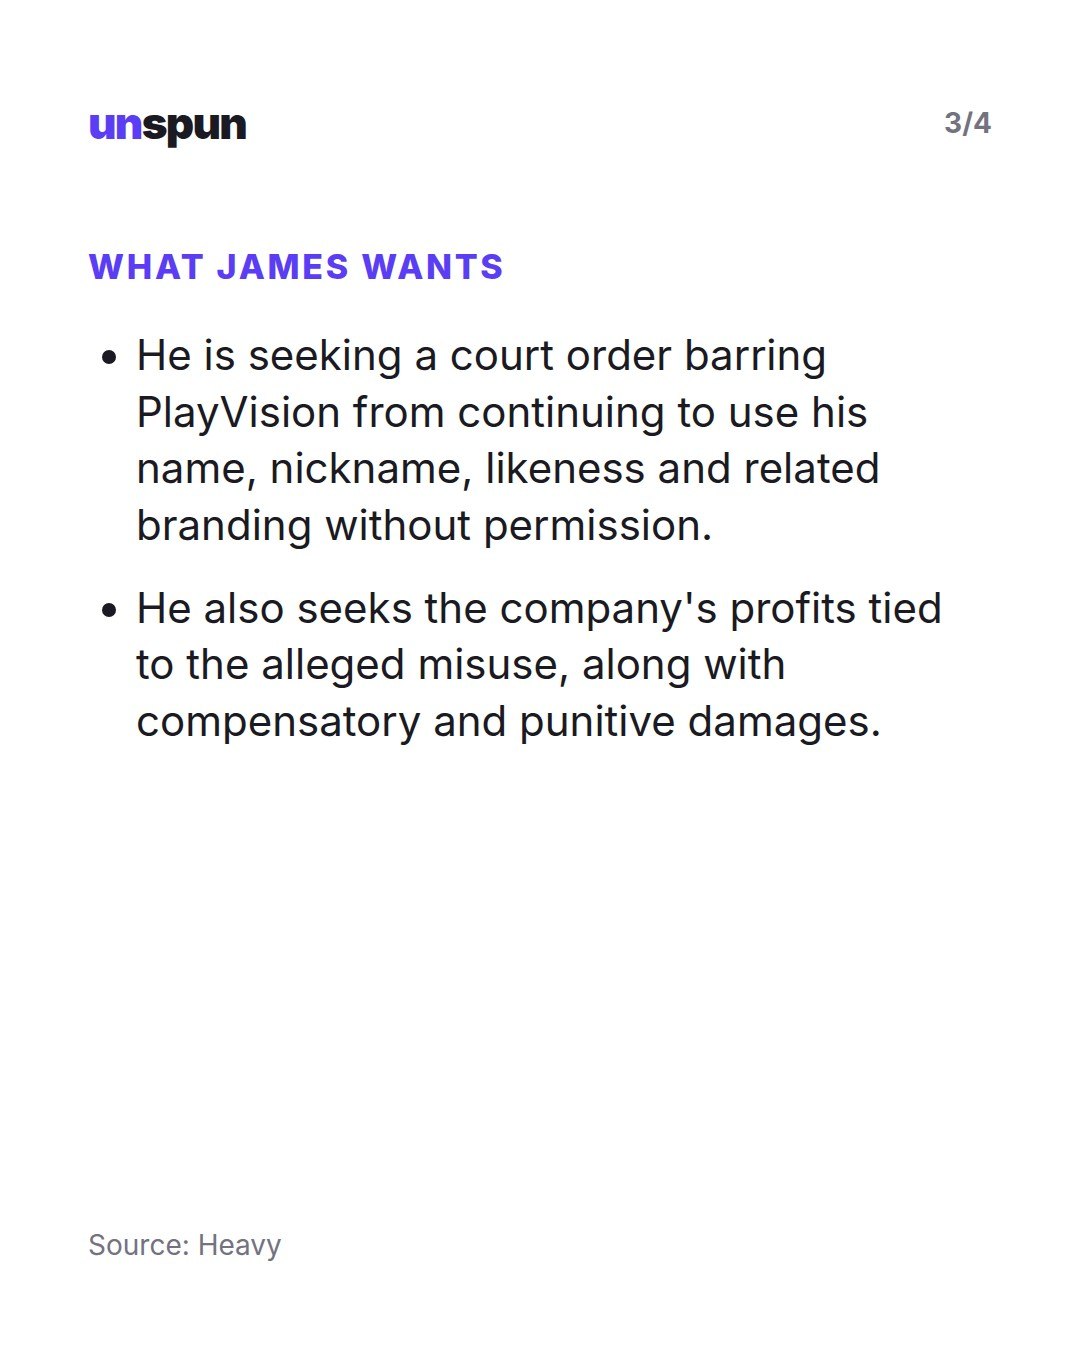 unspun
3/4
WHAT JAMES WANTS
• He is seeking a court order barring
PlayVision from continuing to use his
name, nickname, likeness and related
branding without permission.
• He also seeks the company's profits tied
to the alleged misuse, along with
compensatory and punitive damages.
Source: Heavy